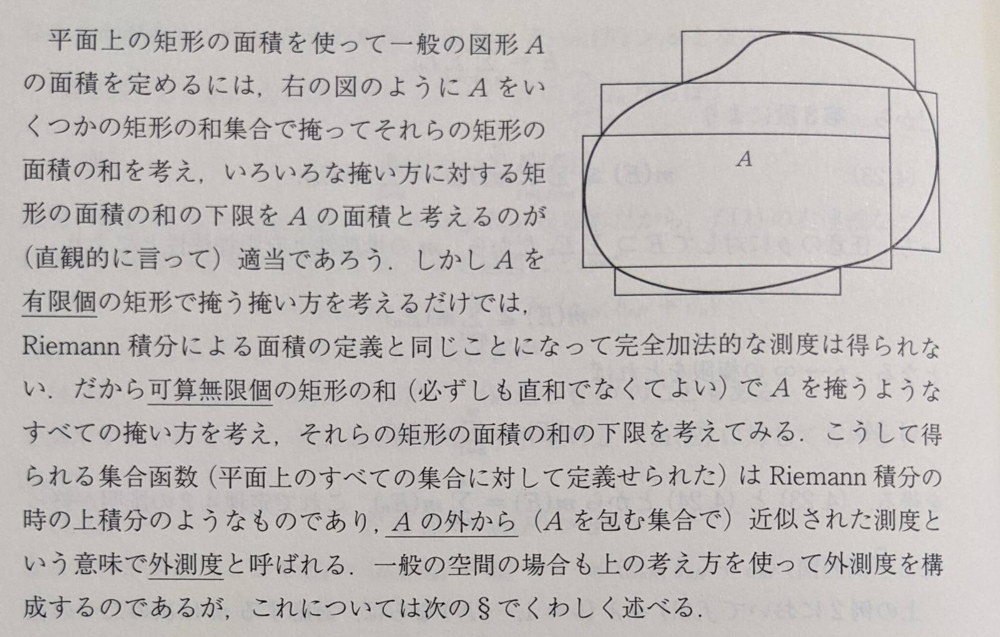 平面上の矩形の面積を使って一般の図形 A
の面積を定めるには，右の図のように A をい
くつかの矩形の和集合で掩ってそれらの矩形の
面積の和を考え，いろいろな掩い方に対する矩
形の面積の和の下限を A の面積と考えるのが
（直観的に言って）適当であろう．しかし A を
有限個の矩形で掩う掩い方を考えるだけでは，
Riemann 積分による面積の定義と同じことになって完全加法的な測度は得られな
い．だから可算無限個の矩形の和（必ずしも直和でなくてよい）で A を掩うような
すべての掩い方を考え，それらの矩形の面積の和の下限を考えてみる．こうして得
られる集合函数（平面上のすべての集合に対して定義せられた）は Riemann 積分の
時の上積分のようなものであり，A の外から（A を包む集合で）近似された測度と
いう意味で外測度と呼ばれる．一般の空間の場合も上の考え方を使って外測度を構
成するのであるが，これについては次の § でくわしく述べる．
A